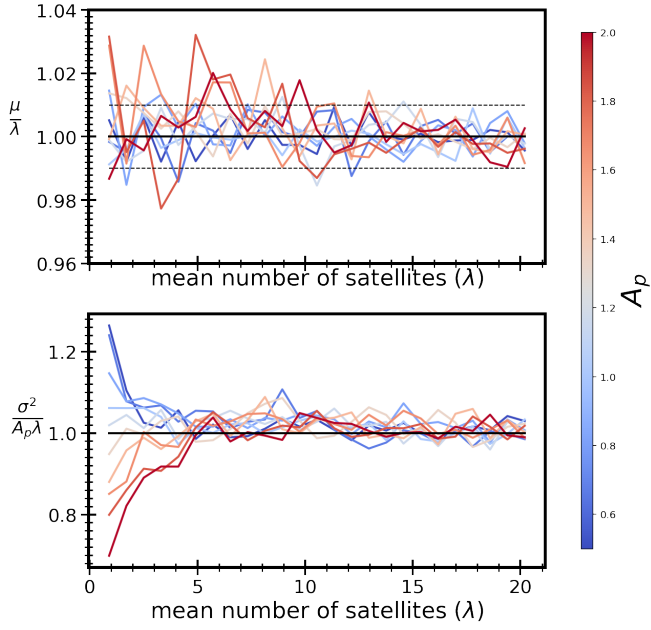 1.04
1.02
1.00
0.98
0.96
μ/λ
mean number of satellites (λ)
1.2
1.0
0.8
σ²/A_pλ
0 5 10 15 20
mean number of satellites (λ)
2.0
1.8
1.6
1.4
1.2
1.0
0.8
0.6
A_p